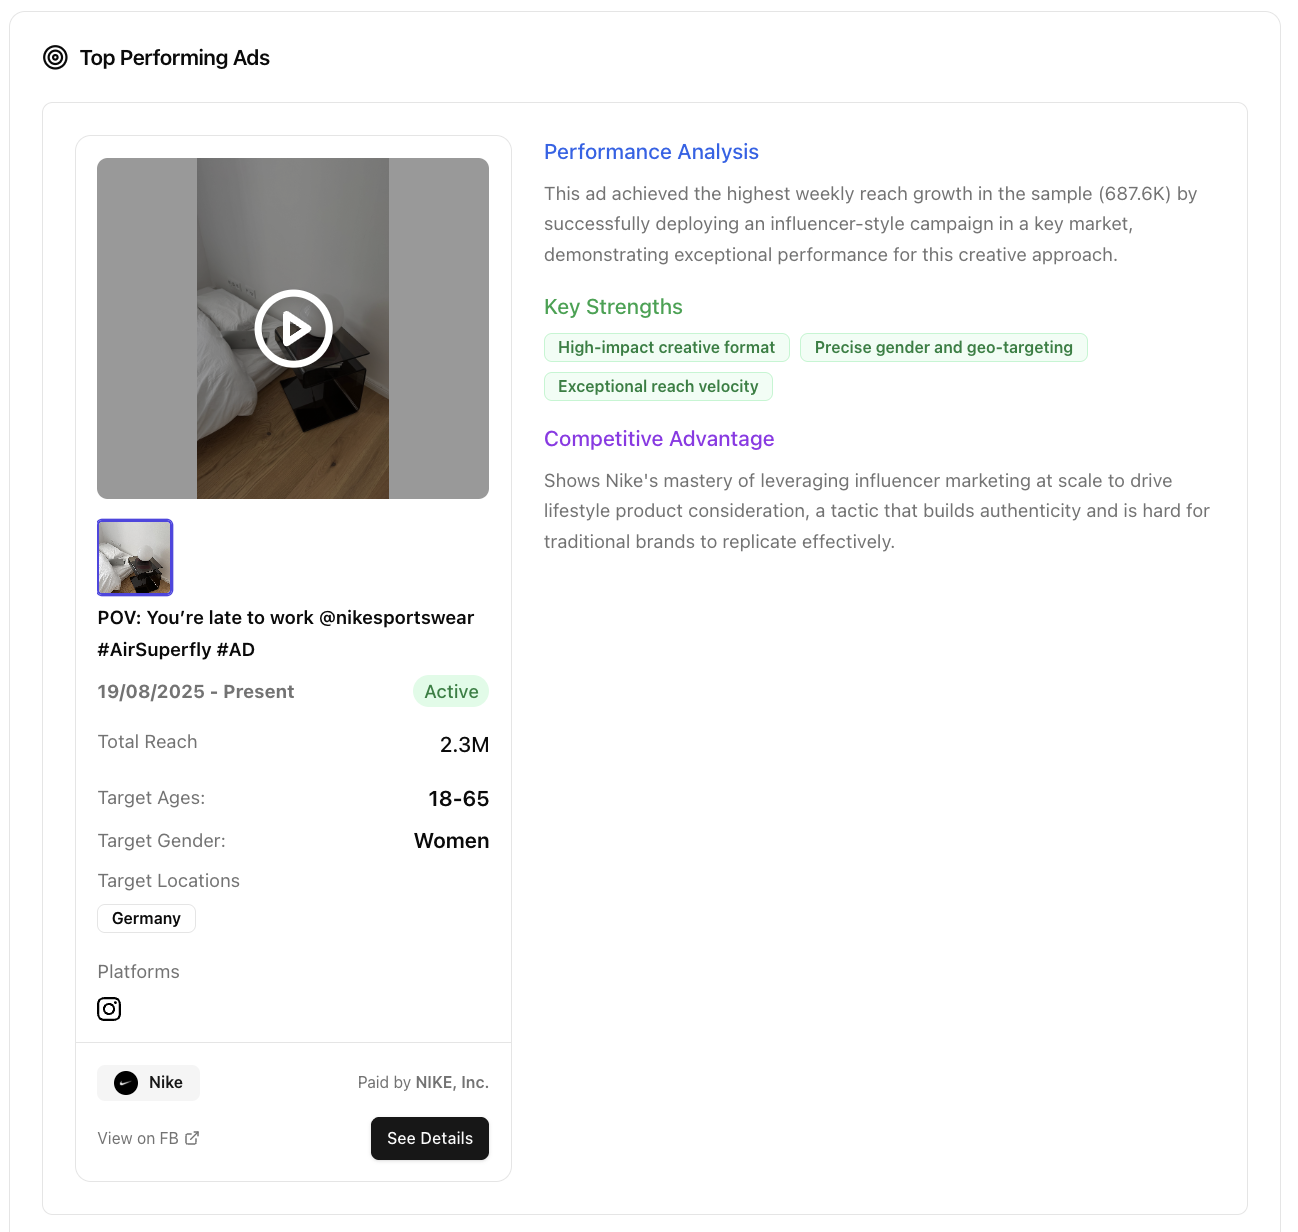 Top Performing Ads
POV: You’re late to work @nikesportswear
#AirSuperfly #AD
19/08/2025 - Present
Active
Total Reach
2.3M
Target Ages:
18-65
Target Gender:
Women
Target Locations
Germany
Platforms
Nike
Paid by NIKE, Inc.
View on FB
See Details
Performance Analysis
This ad achieved the highest weekly reach growth in the sample (687.6K) by
successfully deploying an influencer-style campaign in a key market,
demonstrating exceptional performance for this creative approach.
Key Strengths
High-impact creative format
Precise gender and geo-targeting
Exceptional reach velocity
Competitive Advantage
Shows Nike's mastery of leveraging influencer marketing at scale to drive
lifestyle product consideration, a tactic that builds authenticity and is hard for
traditional brands to replicate effectively.